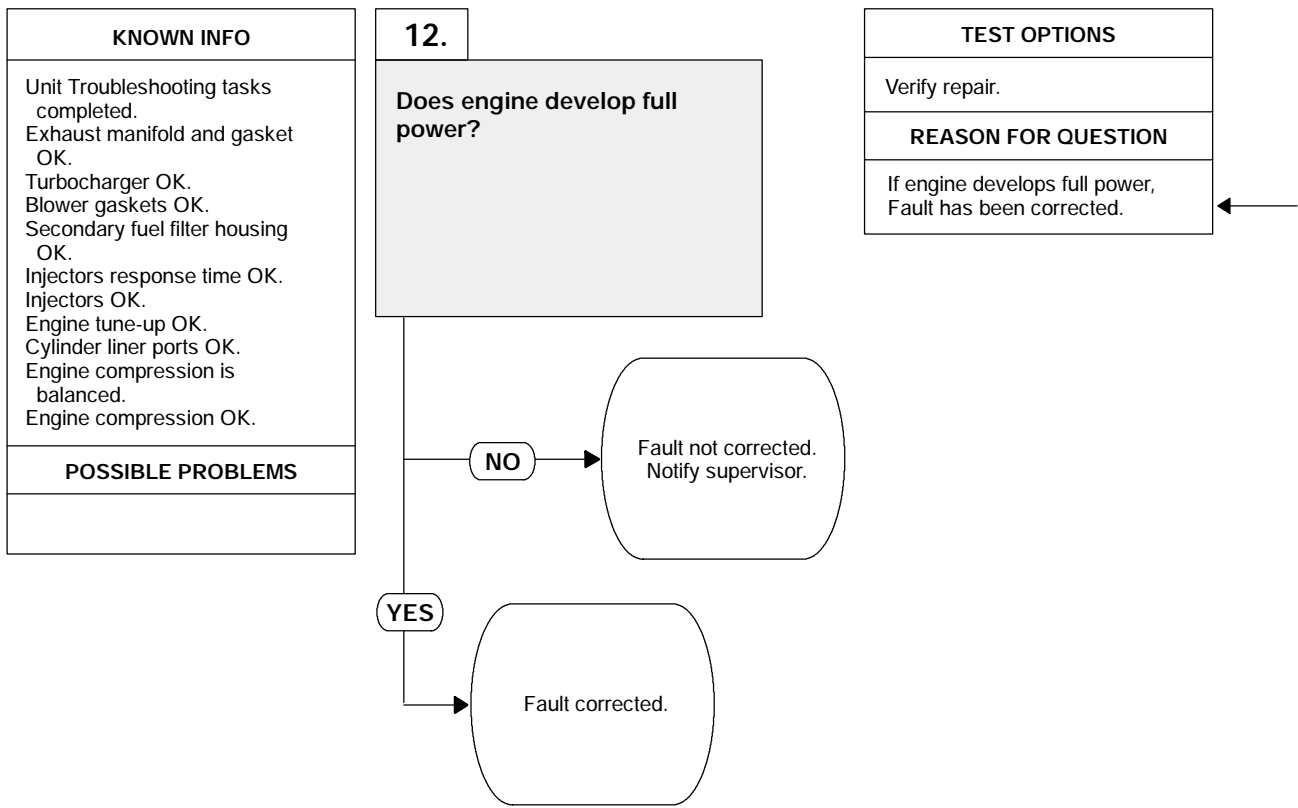 KNOWN INFO
Unit Troubleshooting tasks
completed.
Exhaust manifold and gasket
OK.
Turbocharger OK.
Blower gaskets OK.
Secondary fuel filter housing
OK.
Injectors response time OK.
Injectors OK.
Engine tune-up OK.
Cylinder liner ports OK.
Engine compression is
balanced.
Engine compression OK.
POSSIBLE PROBLEMS
12.
Does engine develop full
power?
TEST OPTIONS
Verify repair.
REASON FOR QUESTION
If engine develops full power,
Fault has been corrected.
NO
Fault not corrected.
Notify supervisor.
YES
Fault corrected.